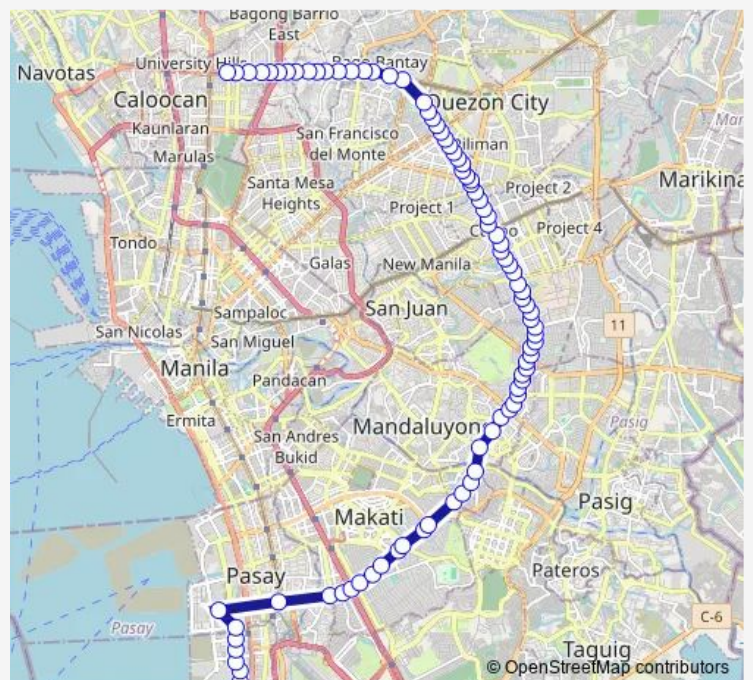 Bagong Barrio
East
Navotas
University Hills
Bago Bantay
Caloocan
Quezon City
Kaunlaran
San Francisco
del Monte
Marulas
Diliman
Santa Mesa
Heights
Project 2
Marikina
Project 1
Project 4
Cubao
Tondo
Galas
New Manila
Sampaloc
San Juan
11
San Nicolas
San Miguel
Manila
Pandacan
Ermita
Mandaluyong
Pasig
San Andres
Bukid
Pasig
Makati
Pasay
Pateros
Pasay
C-6
Taguig
© OpenStreetMap contributors